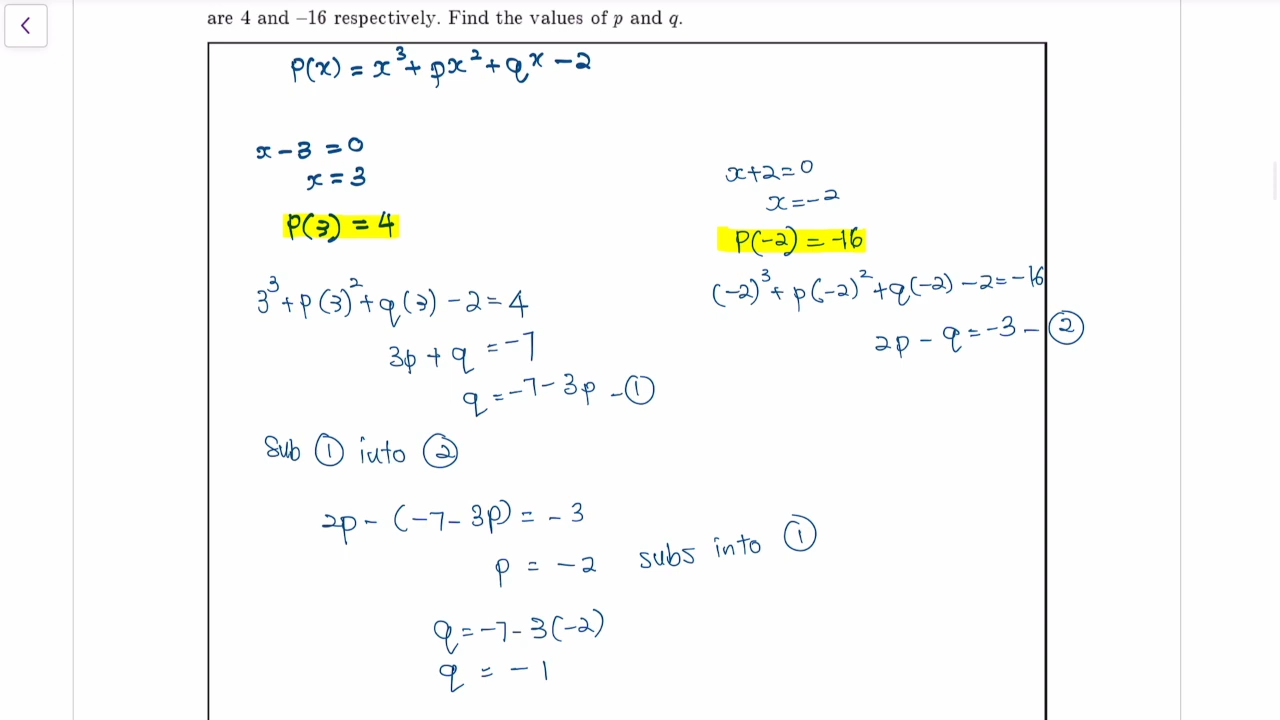 are 4 and −16 respectively. Find the values of p and q.
P(x) = x³ + px² + qx − 2
x − 3 = 0
x = 3
P(3) = 4
3³ + p(3)² + q(3) − 2 = 4
3p + q = −7
q = −7 − 3p − ①
x + 2 = 0
x = −2
P(−2) = −16
(−2)³ + p(−2)² + q(−2) − 2 = −16
2p − q = −3 − ②
Sub ① into ②
2p − (−7 − 3p) = −3
p = −2 subs into ①
q = −7 − 3(−2)
q = −1